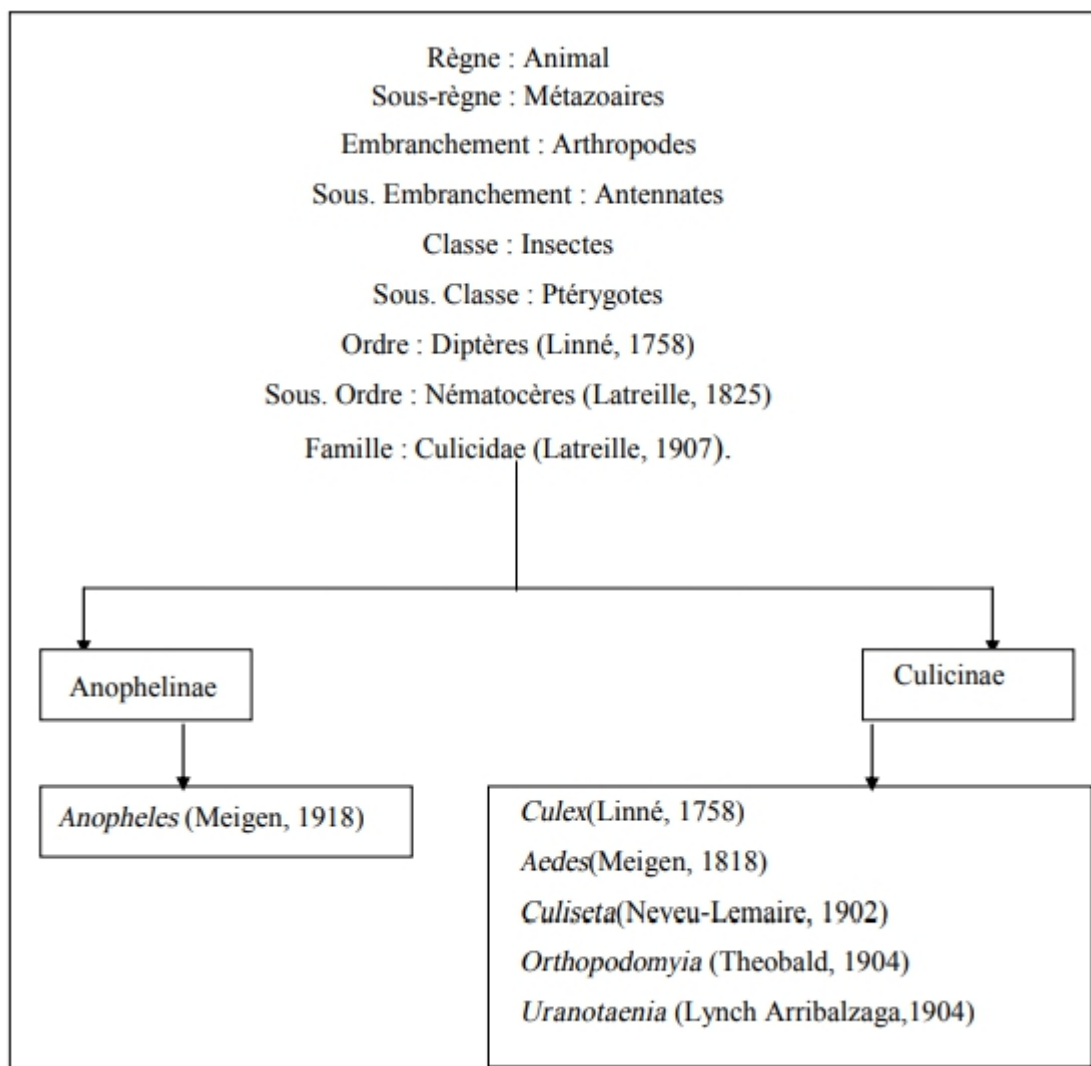 Règne : Animal
Sous-règne : Métazoaires
Embranchement : Arthropodes
Sous. Embranchement : Antennates
Classe : Insectes
Sous. Classe : Ptérygotes
Ordre : Diptères (Linné, 1758)
Sous. Ordre : Nématocères (Latreille, 1825)
Famille : Culicidae (Latreille, 1907).
Anophelinae
Culicinae
Anopheles (Meigen, 1918)
Culex(Linné, 1758)
Aedes(Meigen, 1818)
Culiseta(Neveu-Lemaire, 1902)
Orthopodomyia (Theobald, 1904)
Uranotaenia (Lynch Arribalzaga,1904)